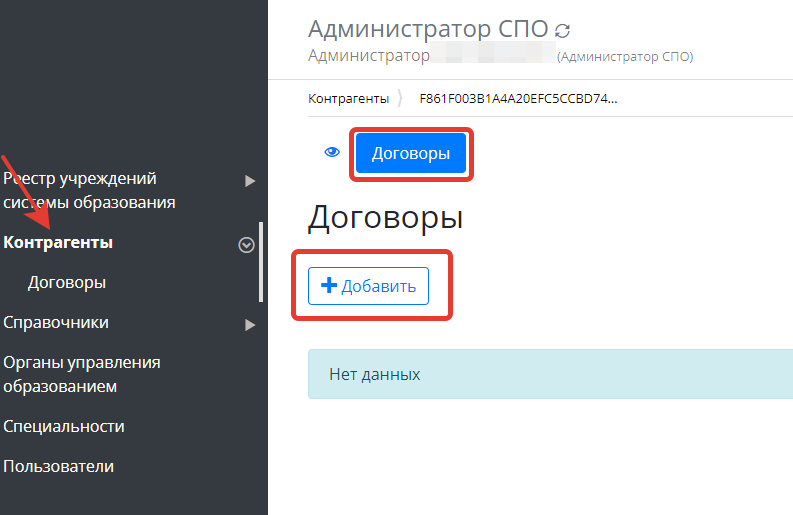 Администратор СПО
Администратор (Администратор СПО)
Контрагенты F861F003B1A4A20EFC5CCBD74...
Договоры
Договоры
Добавить
Нет данных
Реестр учреждений
системы образования
Контрагенты
Договоры
Справочники
Органы управления
образованием
Специальности
Пользователи